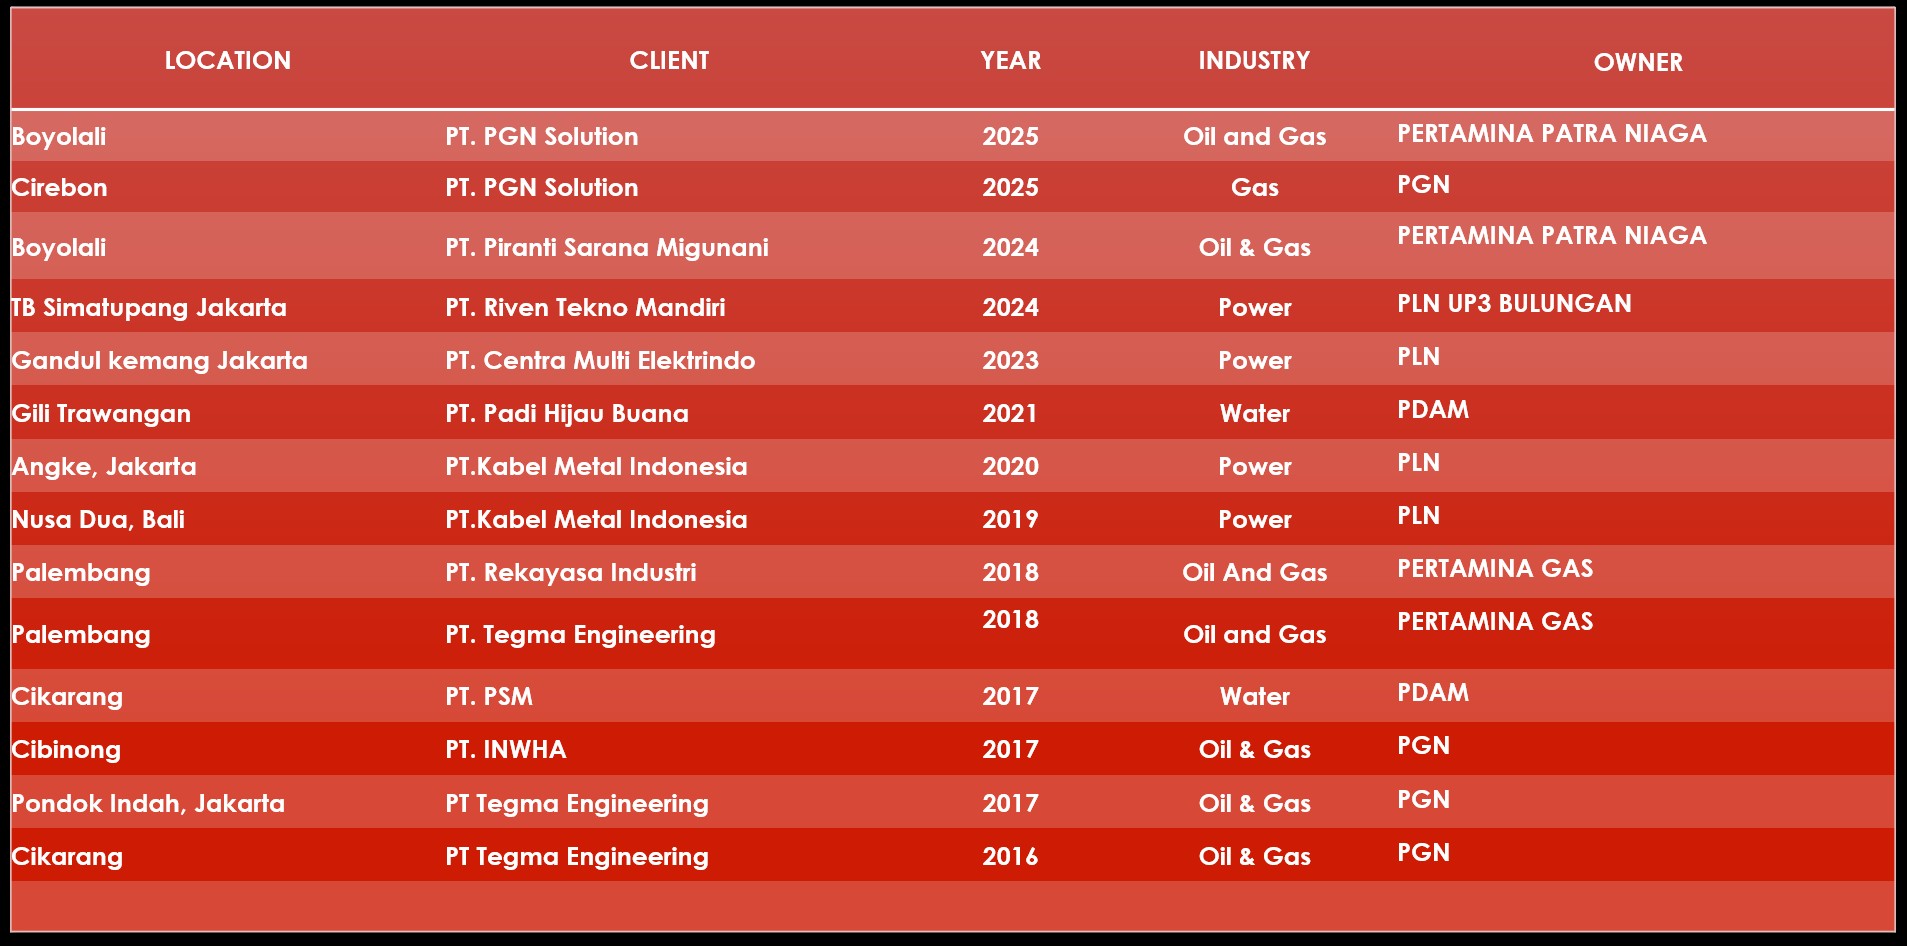 LOCATION CLIENT YEAR INDUSTRY OWNER
Boyolali PT. PGN Solution 2025 Oil and Gas PERTAMINA PATRA NIAGA
Cirebon PT. PGN Solution 2025 Gas PGN
Boyolali PT. Piranti Sarana Migunani 2024 Oil & Gas PERTAMINA PATRA NIAGA
TB Simatupang Jakarta PT. Riven Tekno Mandiri 2024 Power PLN UP3 BULUNGAN
Gandul kemang Jakarta PT. Centra Multi Elektrindo 2023 Power PLN
Gili Trawangan PT. Padi Hijau Buana 2021 Water PDAM
Angke, Jakarta PT.Kabel Metal Indonesia 2020 Power PLN
Nusa Dua, Bali PT.Kabel Metal Indonesia 2019 Power PLN
Palembang PT. Rekayasa Industri 2018 Oil And Gas PERTAMINA GAS
Palembang PT. Tegma Engineering 2018 Oil and Gas PERTAMINA GAS
Cikarang PT. PSM 2017 Water PDAM
Cibinong PT. INWHA 2017 Oil & Gas PGN
Pondok Indah, Jakarta PT Tegma Engineering 2017 Oil & Gas PGN
Cikarang PT Tegma Engineering 2016 Oil & Gas PGN